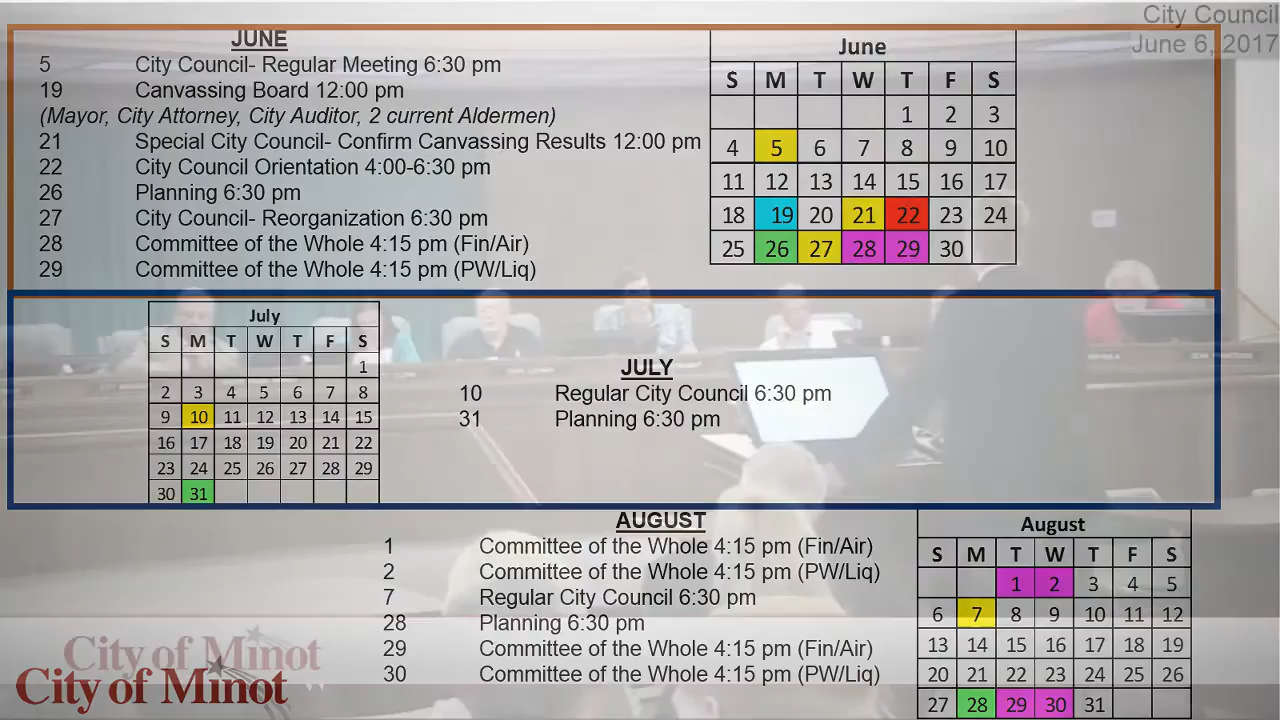 City Council
June 6, 2017
JUNE
5 City Council- Regular Meeting 6:30 pm
19 Canvassing Board 12:00 pm
(Mayor, City Attorney, City Auditor, 2 current Aldermen)
21 Special City Council- Confirm Canvassing Results 12:00 pm
22 City Council Orientation 4:00-6:30 pm
26 Planning 6:30 pm
27 City Council- Reorganization 6:30 pm
28 Committee of the Whole 4:15 pm (Fin/Air)
29 Committee of the Whole 4:15 pm (PW/Liq)
June
S M T W T F S
1 2 3
4 5 6 7 8 9 10
11 12 13 14 15 16 17
18 19 20 21 22 23 24
25 26 27 28 29 30
July
S M T W T F S
1
2 3 4 5 6 7 8
9 10 11 12 13 14 15
16 17 18 19 20 21 22
23 24 25 26 27 28 29
30 31
JULY
10 Regular City Council 6:30 pm
31 Planning 6:30 pm
AUGUST
1 Committee of the Whole 4:15 pm (Fin/Air)
2 Committee of the Whole 4:15 pm (PW/Liq)
7 Regular City Council 6:30 pm
28 Planning 6:30 pm
29 Committee of the Whole 4:15 pm (Fin/Air)
30 Committee of the Whole 4:15 pm (PW/Liq)
August
S M T W T F S
1 2 3 4 5
6 7 8 9 10 11 12
13 14 15 16 17 18 19
20 21 22 23 24 25 26
27 28 29 30 31
City of Minot
City of Minot